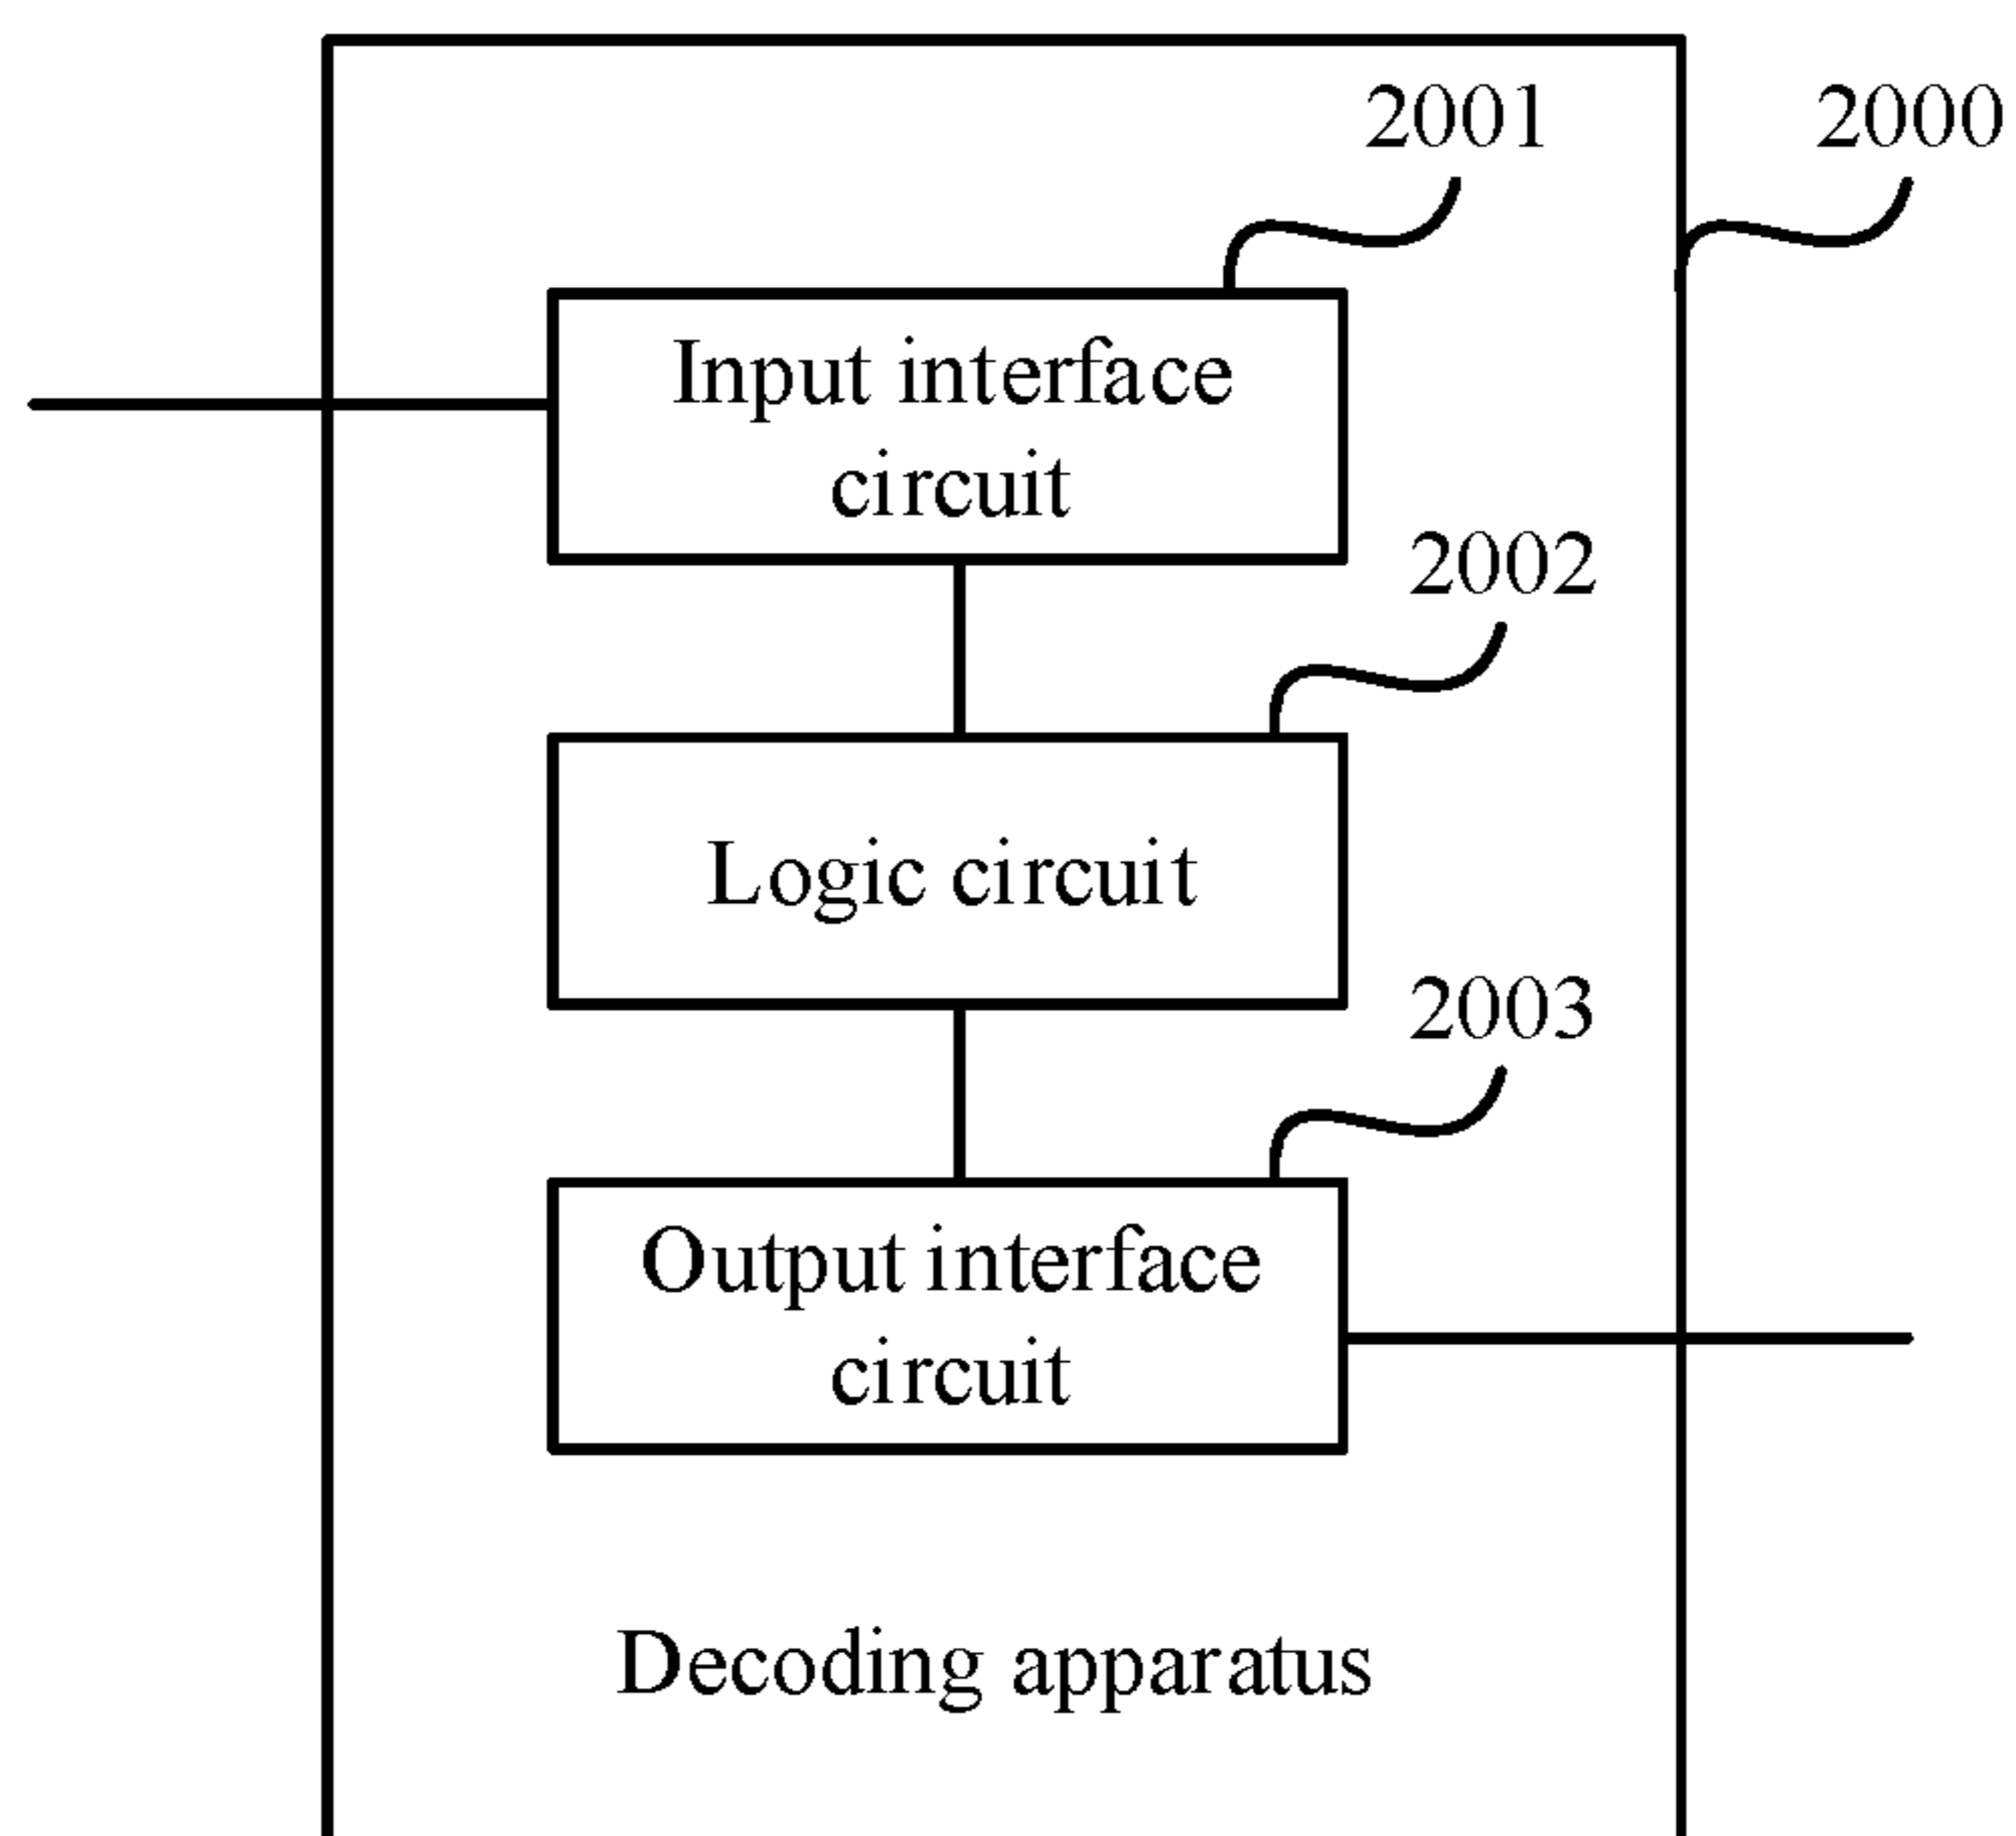 2001
2000
Input interface
circuit
2002
Logic circuit
2003
Output interface
circuit
Decoding apparatus